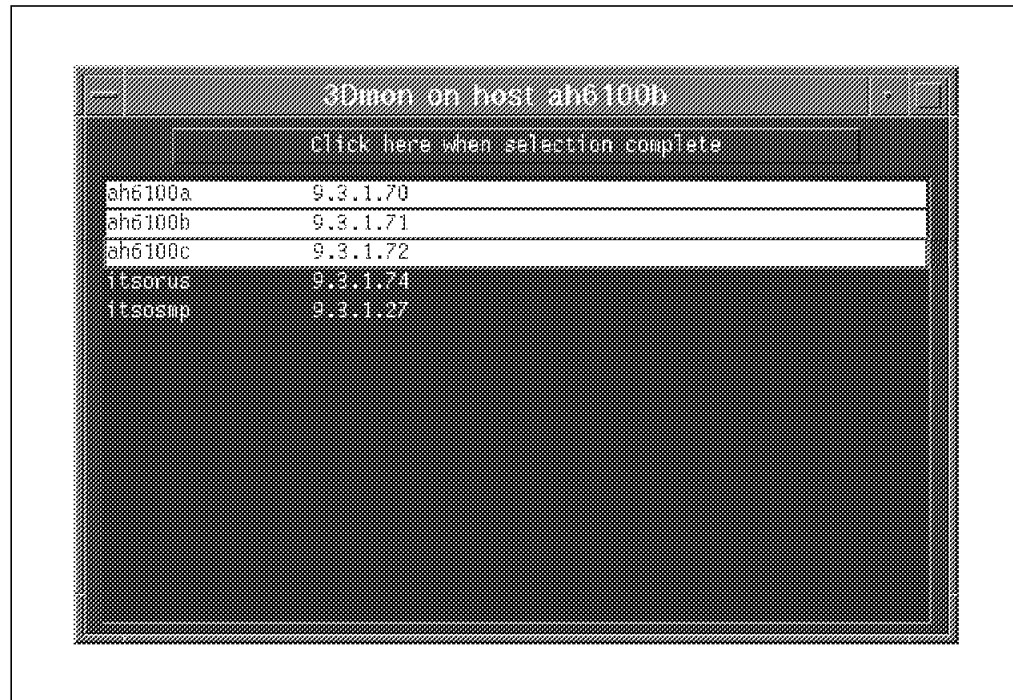 3Dmon on host ah6100b
Click here when selection complete
ah6100a 9.3.1.70
ah6100b 9.3.1.71
ah6100c 9.3.1.72
itsorus 9.3.1.74
itsosmp 9.3.1.27